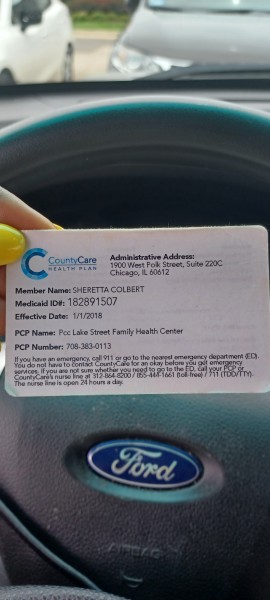 CountyCare
HEALTH PLAN
Administrative Address:
1900 West Polk Street, Suite 220C
Chicago, IL 60612
Member Name: SHERETTA COLBERT
Medicaid ID#: 182891507
Effective Date: 1/1/2018
PCP Name: Pcc Lake Street Family Health Center
PCP Number: 708-383-0113
If you have an emergency, call 911 or go to the nearest emergency department (ED).
You do not have to contact CountyCare for an okay before you get emergency
services. If you are not sure whether you need to go to the ED, call your PCP or
CountyCare's nurse line at 312-864-8200 / 855-444-1661 (toll-free) / 711 (TDD/TTY).
The nurse line is open 24 hours a day.
Ford
AIRBAG